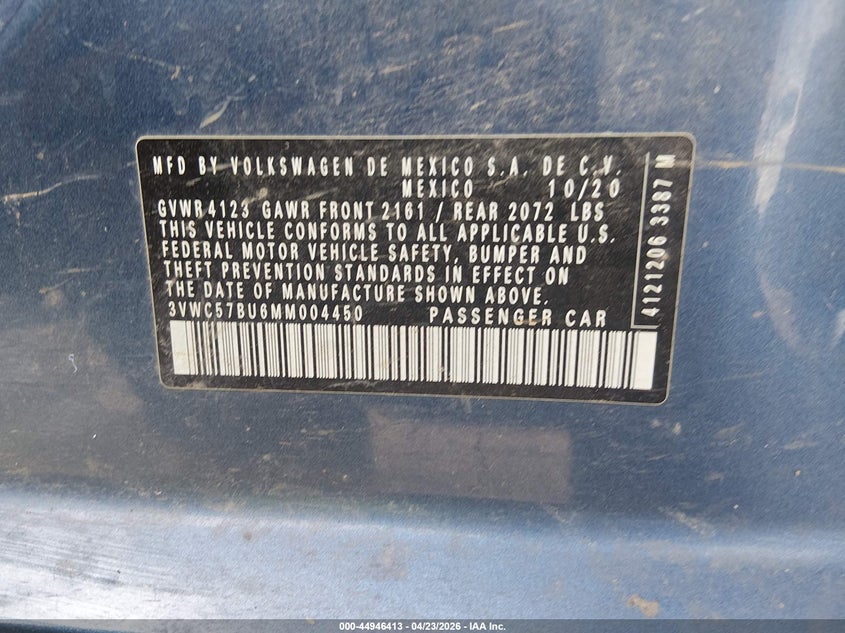 MFD BY VOLKSWAGEN DE MEXICO S.A. DE C.V.
MEXICO 10/20
GVWR 4123 GAWR FRONT 2161 / REAR 2072 LBS
THIS VEHICLE CONFORMS TO ALL APPLICABLE U.S.
FEDERAL MOTOR VEHICLE SAFETY, BUMPER AND
THEFT PREVENTION STANDARDS IN EFFECT ON
THE DATE OF MANUFACTURE SHOWN ABOVE.
3VWC57BU6MM004450 PASSENGER CAR
4121206 3387 M
000-44946413 - 04/23/2026 - IAA Inc.